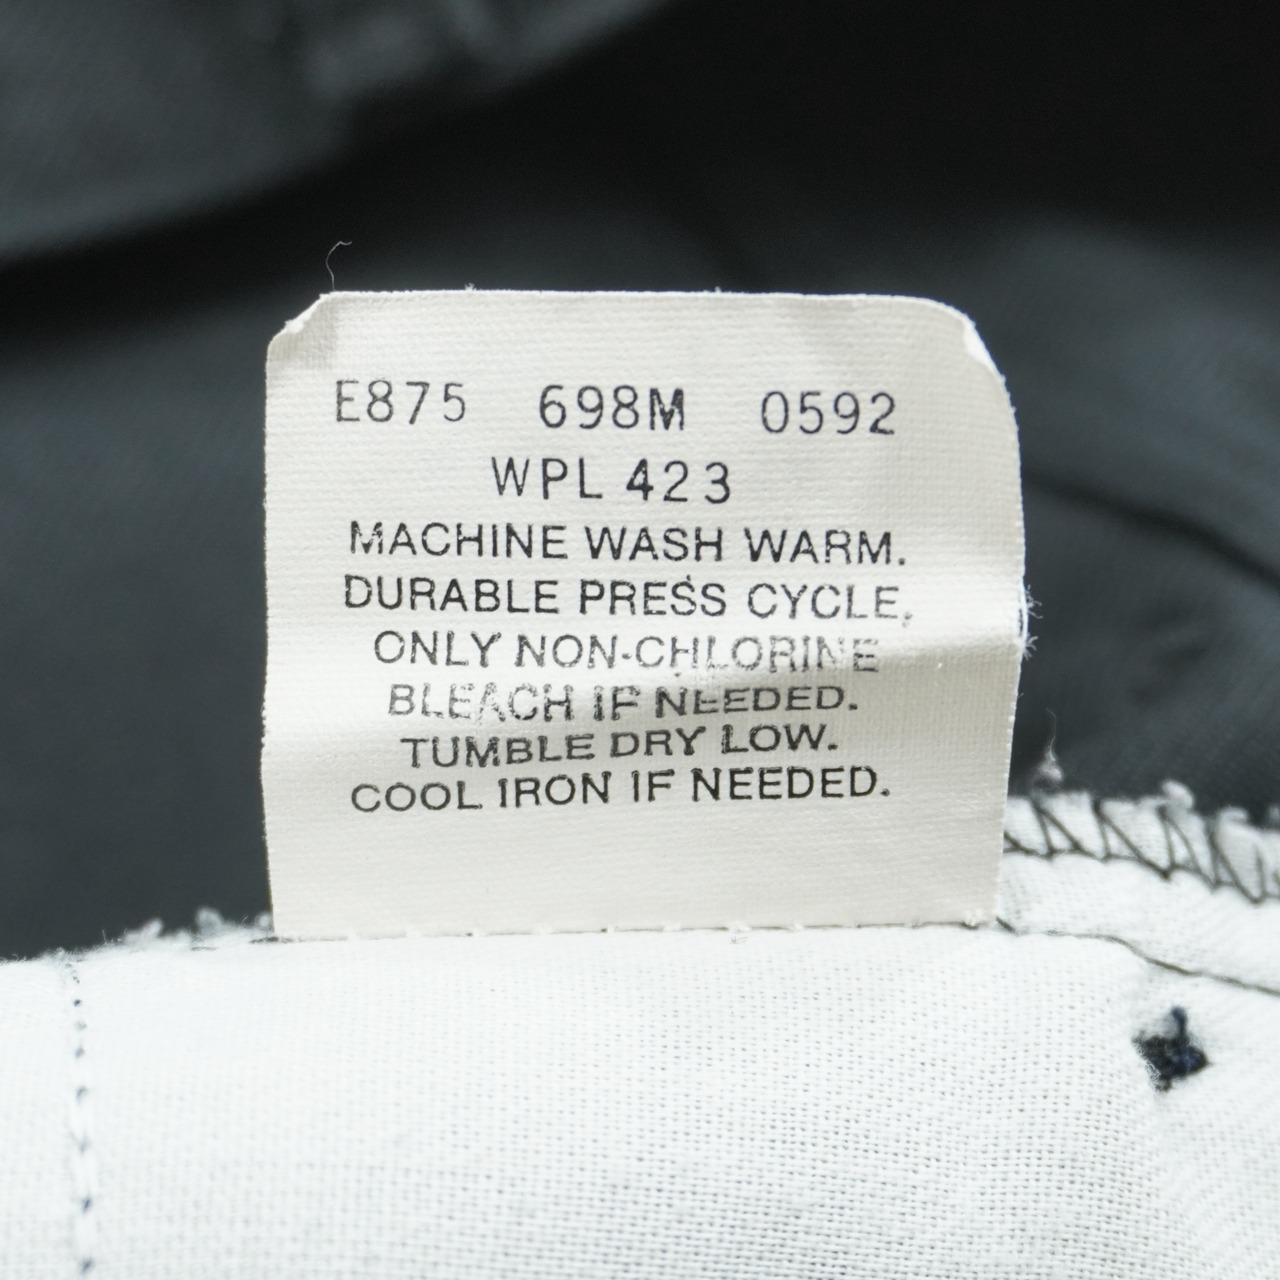 E875 698M 0592
WPL 423
MACHINE WASH WARM.
DURABLE PRESS CYCLE,
ONLY NON-CHLORINE
BLEACH IF NEEDED.
TUMBLE DRY LOW.
COOL IRON IF NEEDED.